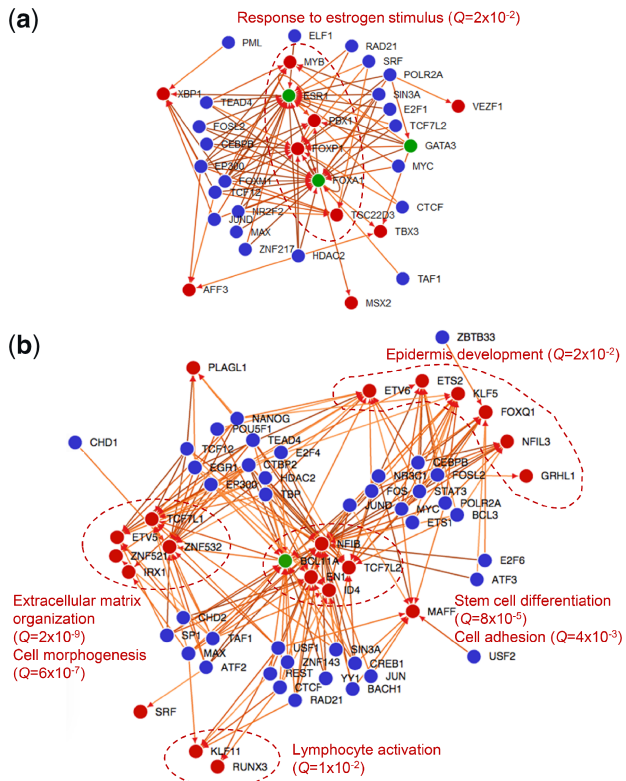 (a)
Response to estrogen stimulus (Q=2x10-2)
ELF1
PML
RAD21
MYB
SRF
POLR2A
XBP1
ESR1
SIN3A
TEAD4
E2F1
VEZF1
PBX1
TCF7L2
FOSL2
CEBPB
FOXP1
GATA3
EP300
MYC
FOXM1
FOXA1
TCF12
NR2F2
TSC22D3
CTCF
JUND
MAX
TBX3
ZNF217
HDAC2
TAF1
AFF3
MSX2
(b)
ZBTB33
Epidermis development (Q=2x10-2)
PLAGL1
ETS2
ETV6
KLF5
NANOG
FOXQ1
POU5F1
CHD1
TEAD4
NFIL3
TCF12
E2F4
EGR1
CTBP2
CEBPB
EP300
HDAC2
NR3C1
FOSL2
GRHL1
TBP
FOS
STAT3
JUND
MYC
POLR2A
TCF7L1
ETS1
BCL3
ETV5
NFIB
ZNF532
ZNF521
BCL11A
TCF7L2
E2F6
IRX1
EN1
ATF3
ID4
Extracellular matrix
organization
(Q=2x10-9)
Cell morphogenesis
(Q=6x10-7)
MAFF
Stem cell differentiation
(Q=8x10-5)
Cell adhesion (Q=4x10-3)
CHD2
SP1
TAF1
MAX
USF1
SIN3A
ATF2
ZNF143
CREB1
USF2
REST
YY1
JUN
CTCF
BACH1
RAD21
SRF
KLF11
RUNX3
Lymphocyte activation
(Q=1x10-2)